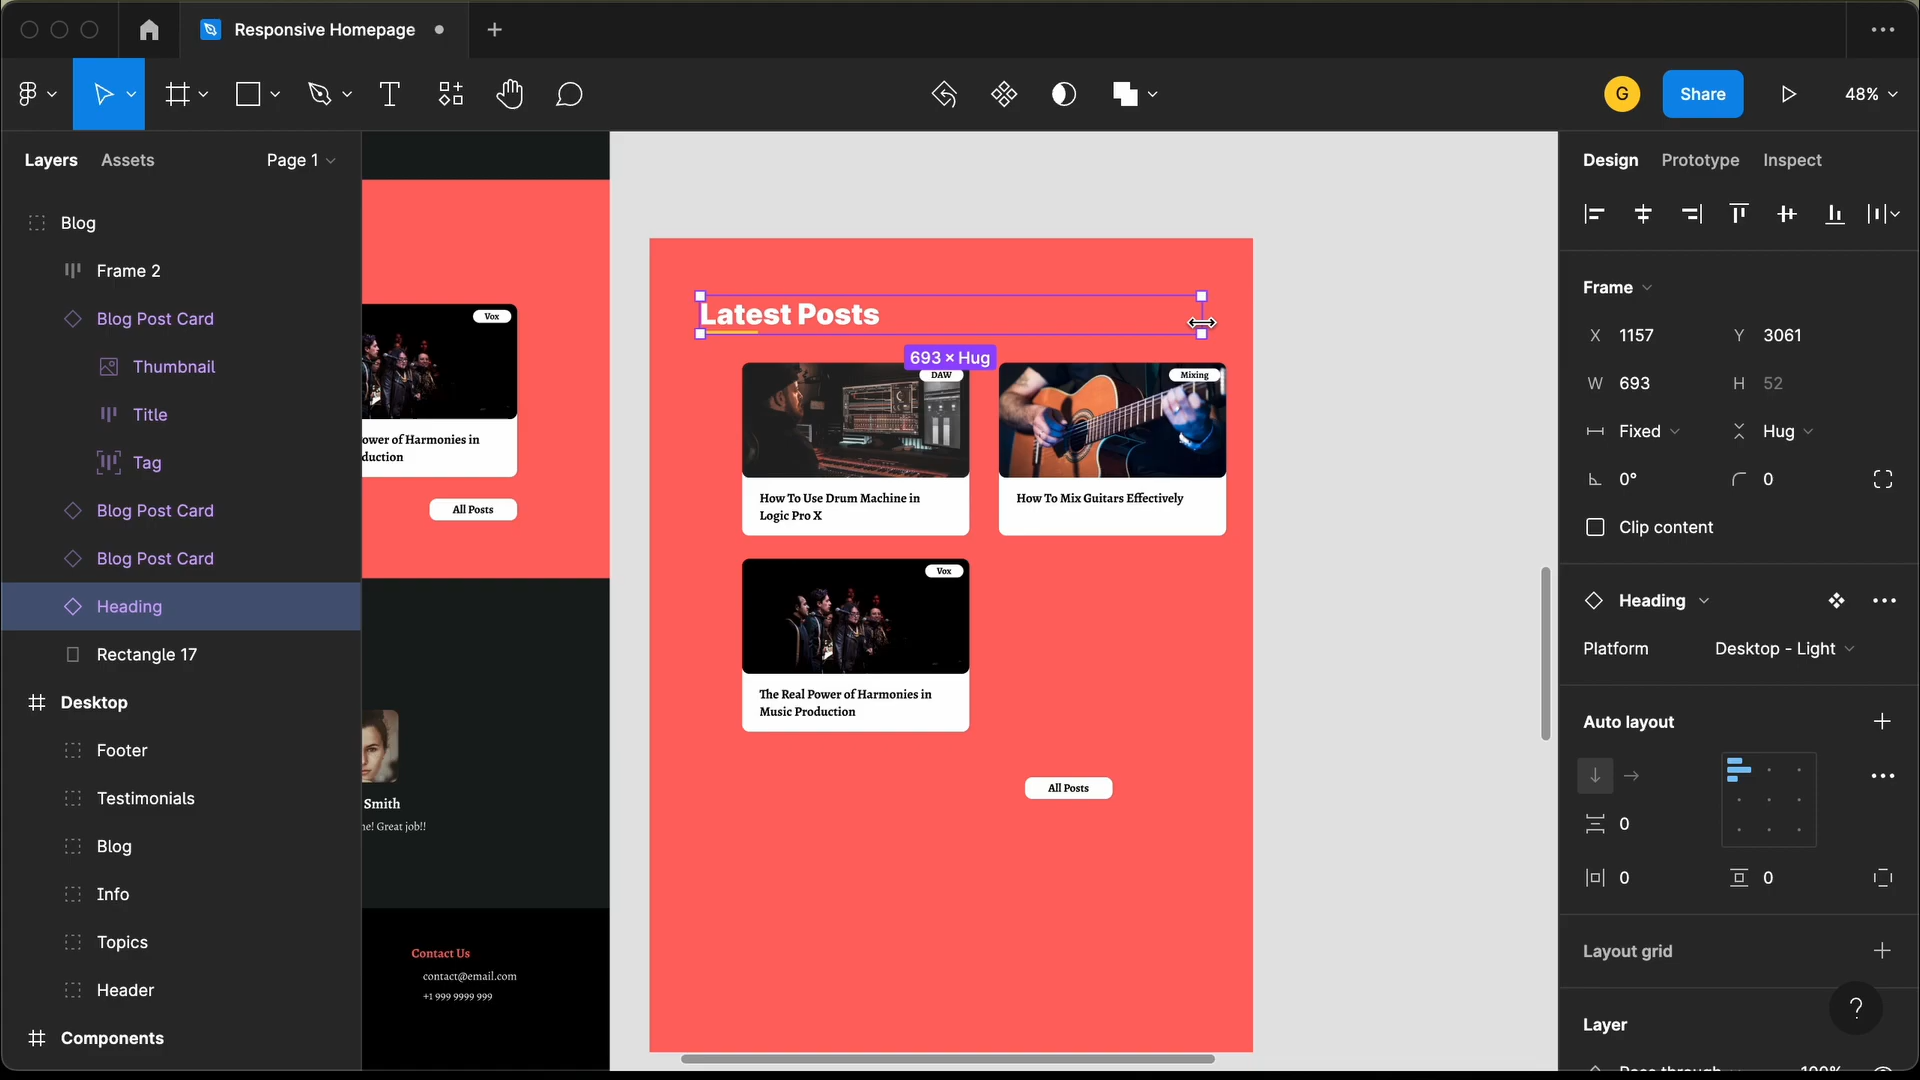 Responsive Homepage
Share
G
48%
Layers
Assets
Page 1
Blog
Frame 2
Blog Post Card
Thumbnail
Title
Tag
Blog Post Card
Blog Post Card
Heading
Rectangle 17
Desktop
Footer
Testimonials
Blog
Info
Topics
Header
Components
Vox
ower of Harmonies in
duction
All Posts
Smith
e! Great job!!
Contact Us
contact@email.com
+1 999 9999 999
Latest Posts
693 × Hug
DAW
Mixing
How To Use Drum Machine in
Logic Pro X
How To Mix Guitars Effectively
Vox
The Real Power of Harmonies in
Music Production
All Posts
Design
Prototype
Inspect
Frame
X 1157
Y 3061
W 693
H 52
Fixed
Hug
0°
0
Clip content
Heading
Platform
Desktop - Light
Auto layout
0
0
0
Layout grid
?
Layer
Pass through
100%